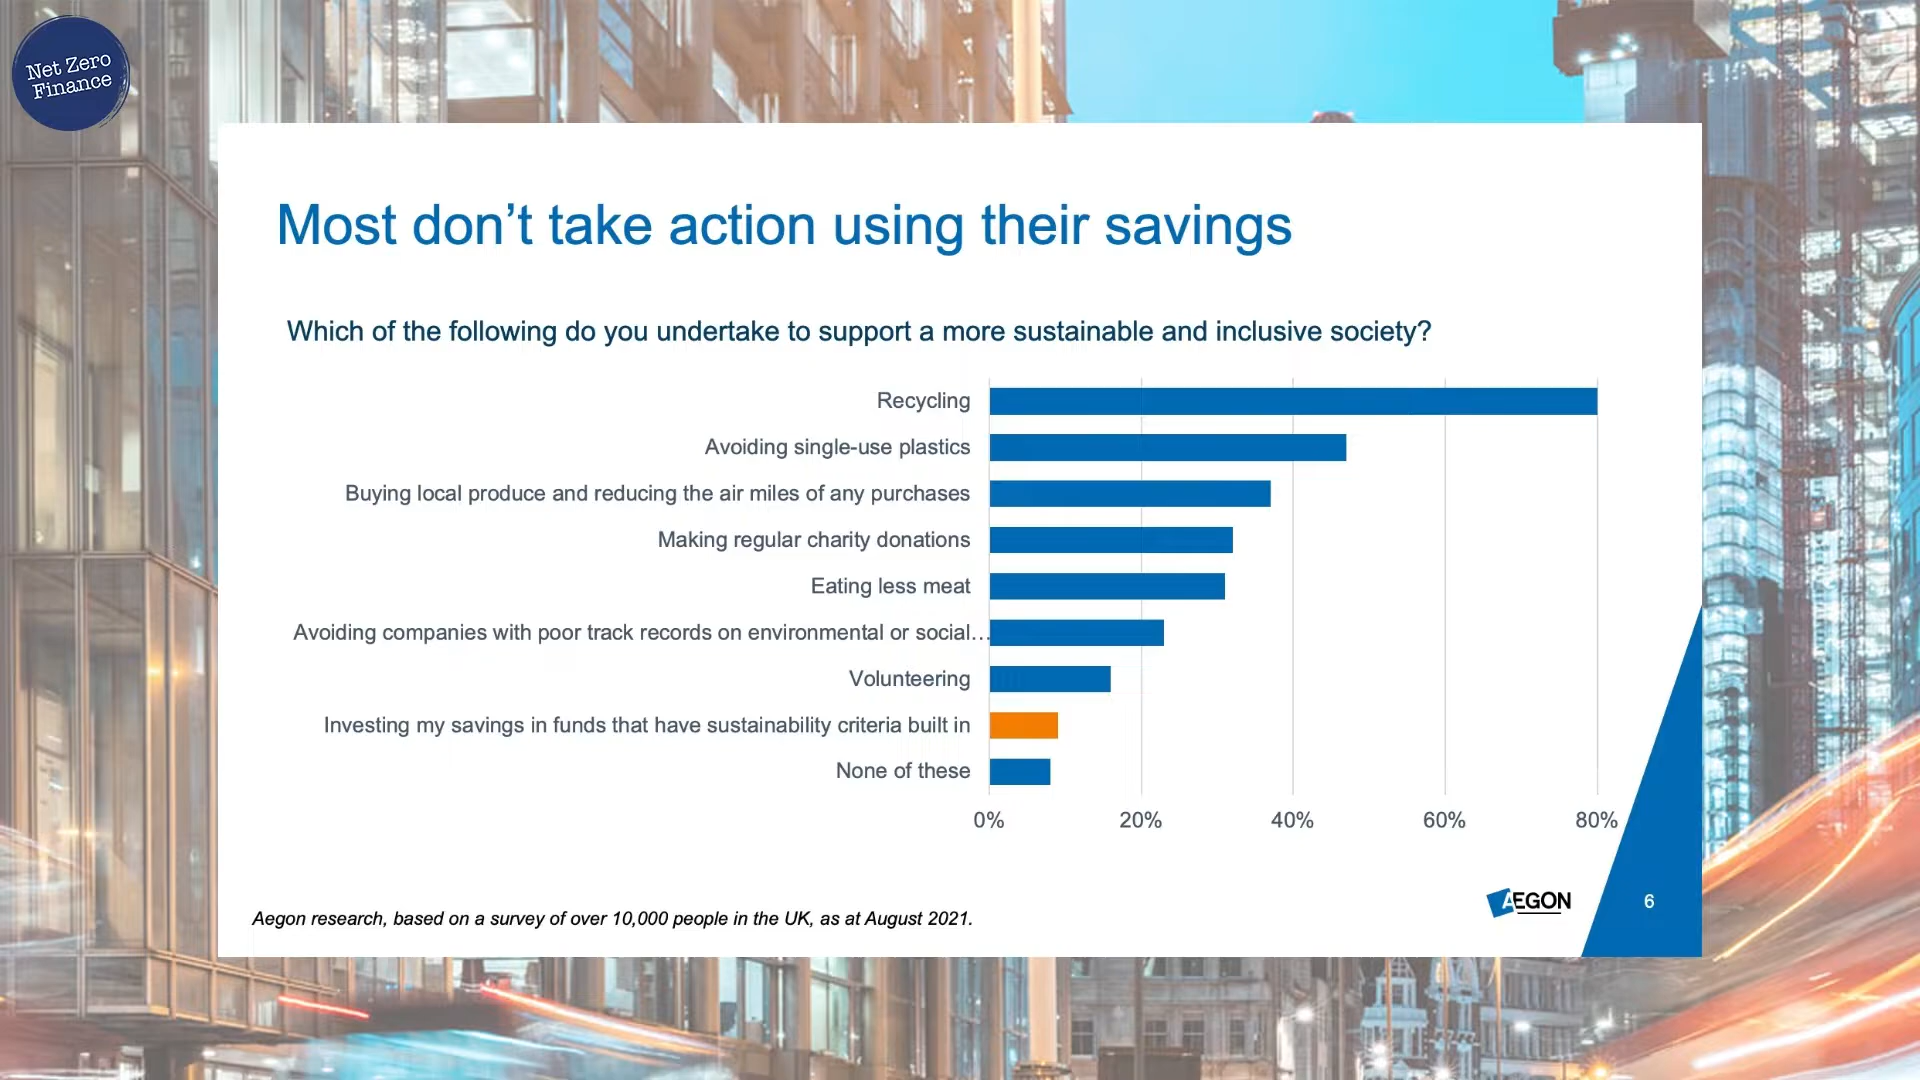 Net Zero
Finance
Most don’t take action using their savings
Which of the following do you undertake to support a more sustainable and inclusive society?
Recycling
Avoiding single-use plastics
Buying local produce and reducing the air miles of any purchases
Making regular charity donations
Eating less meat
Avoiding companies with poor track records on environmental or social…
Volunteering
Investing my savings in funds that have sustainability criteria built in
None of these
0% 20% 40% 60% 80%
AEGON
6
Aegon research, based on a survey of over 10,000 people in the UK, as at August 2021.